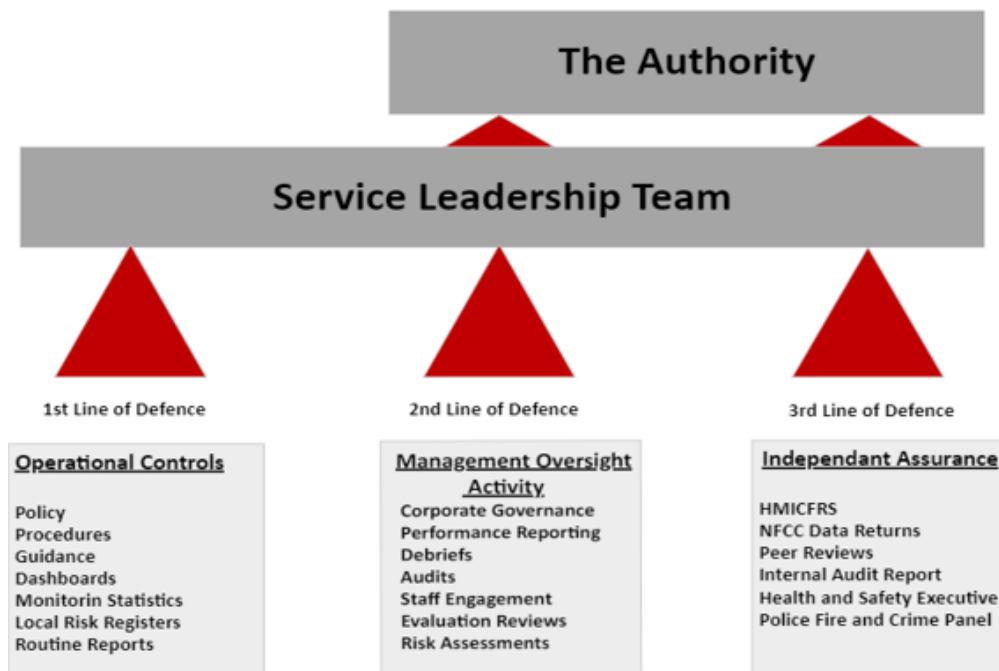 The Authority
Service Leadership Team
1st Line of Defence
2nd Line of Defence
3rd Line of Defence
Operational Controls
Policy
Procedures
Guidance
Dashboards
Monitorin Statistics
Local Risk Registers
Routine Reports
Management Oversight
Activity
Corporate Governance
Performance Reporting
Debriefs
Audits
Staff Engagement
Evaluation Reviews
Risk Assessments
Independant Assurance
HMICFRS
NFCC Data Returns
Peer Reviews
Internal Audit Report
Health and Safety Executive
Police Fire and Crime Panel